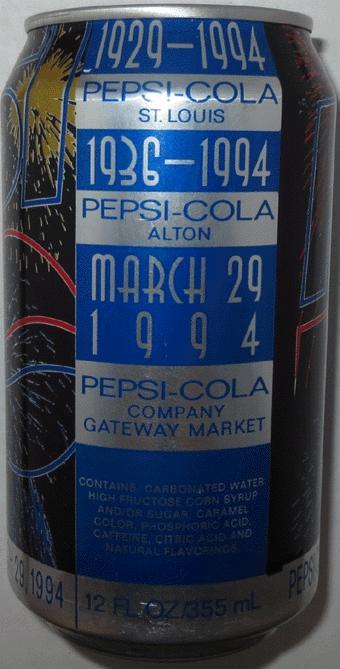 1929-1994
PEPSI-COLA
ST. LOUIS
1936-1994
PEPSI-COLA
ALTON
MARCH 29
1994
PEPSI-COLA
COMPANY
GATEWAY MARKET
CONTAINS: CARBONATED WATER,
HIGH FRUCTOSE CORN SYRUP
AND/OR SUGAR, CARAMEL
COLOR, PHOSPHORIC ACID,
CAFFEINE, CITRIC ACID AND
NATURAL FLAVORINGS.
- 29, 1994
12 FL. OZ/355 mL
PEPS